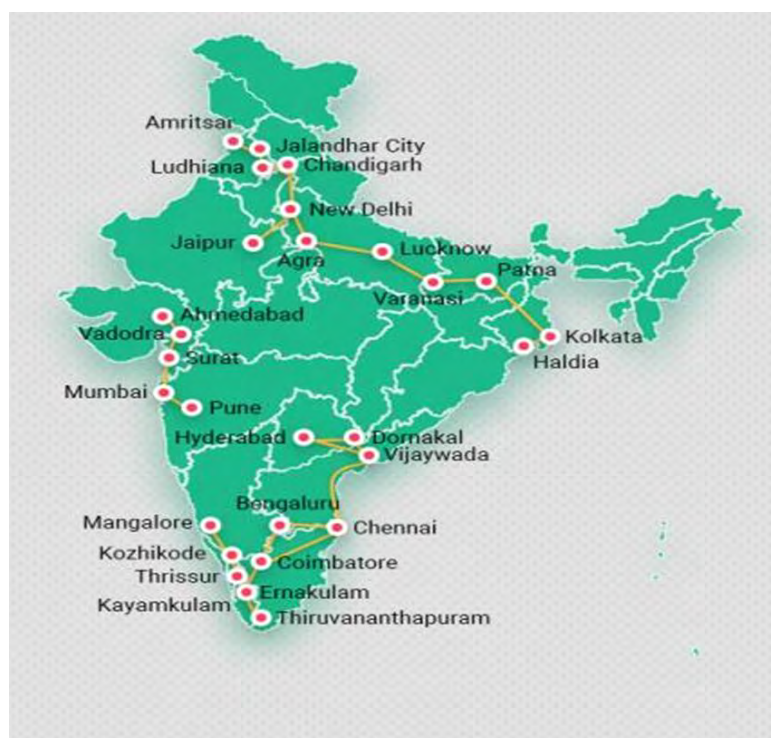 Amritsar
Jalandhar City
Ludhiana
Chandigarh
New Delhi
Jaipur
Agra
Lucknow
Patna
Varanasi
Ahmedabad
Vadodra
Kolkata
Surat
Haldia
Mumbai
Pune
Hyderabad
Dornakal
Vijaywada
Bengaluru
Mangalore
Chennai
Kozhikode
Coimbatore
Thrissur
Ernakulam
Kayamkulam
Thiruvananthapuram